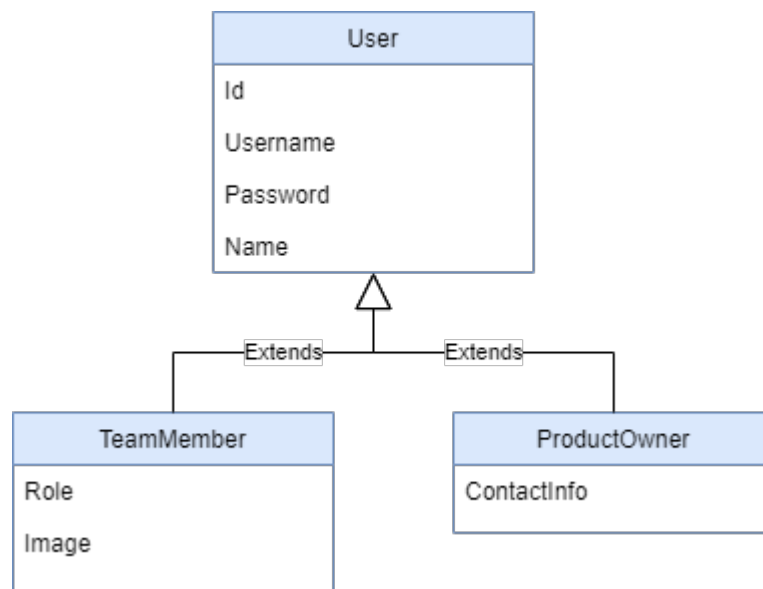 User
Id
Username
Password
Name
Extends
Extends
TeamMember
Role
Image
ProductOwner
ContactInfo